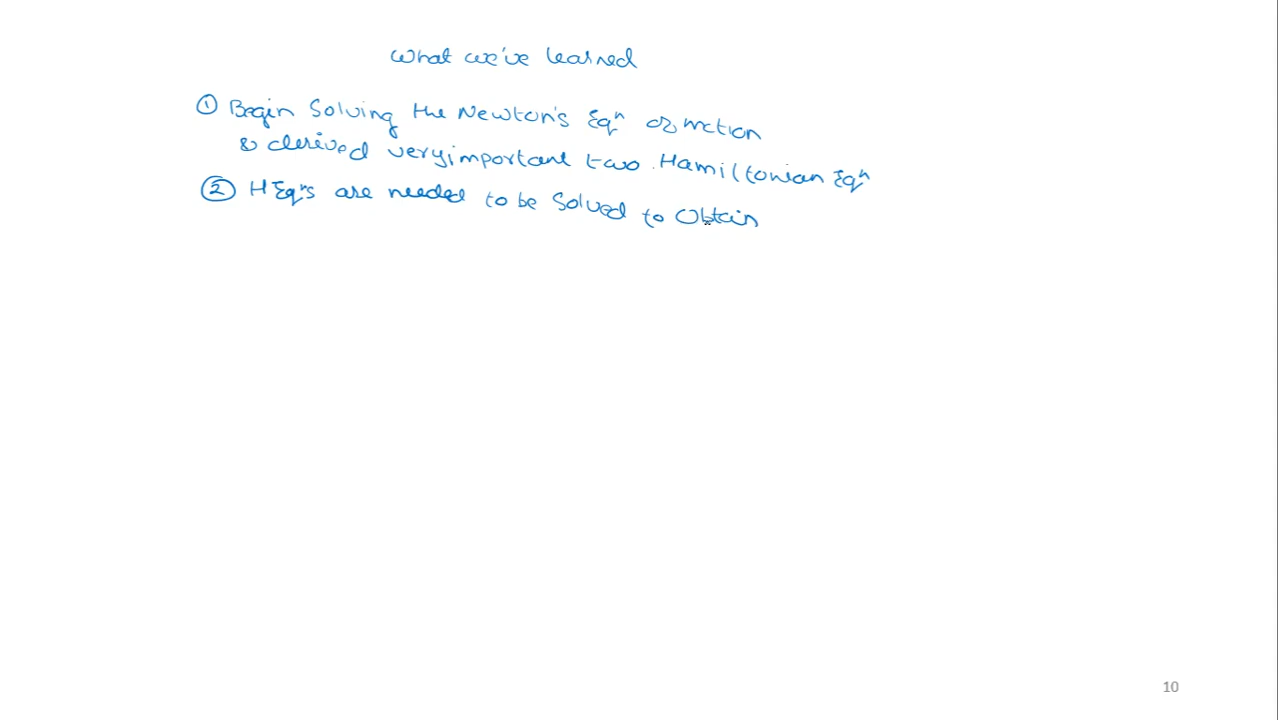 What we've learned
① Begin Solving the Newton's Eqⁿ of motion
& derived very important two Hamiltonian Eqⁿ
② H Eqⁿs are needed to be Solved to Obtain
10